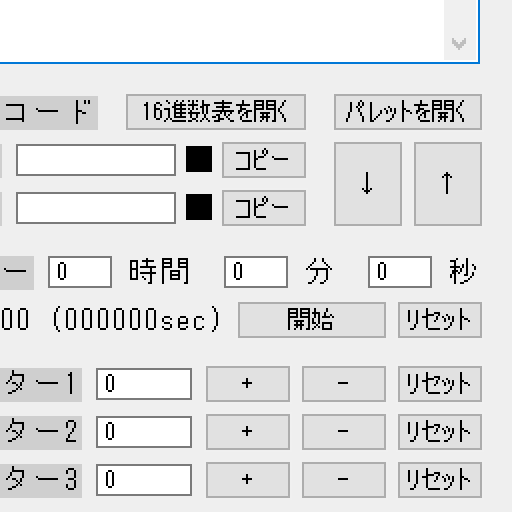 コード 16進数表を開く パレットを開く
コピー ↓ ↑
コピー
ー 0 時間 0 分 0 秒
00 (000000sec) 開始 リセット
ター1 0 + - リセット
ター2 0 + - リセット
ター3 0 + - リセット